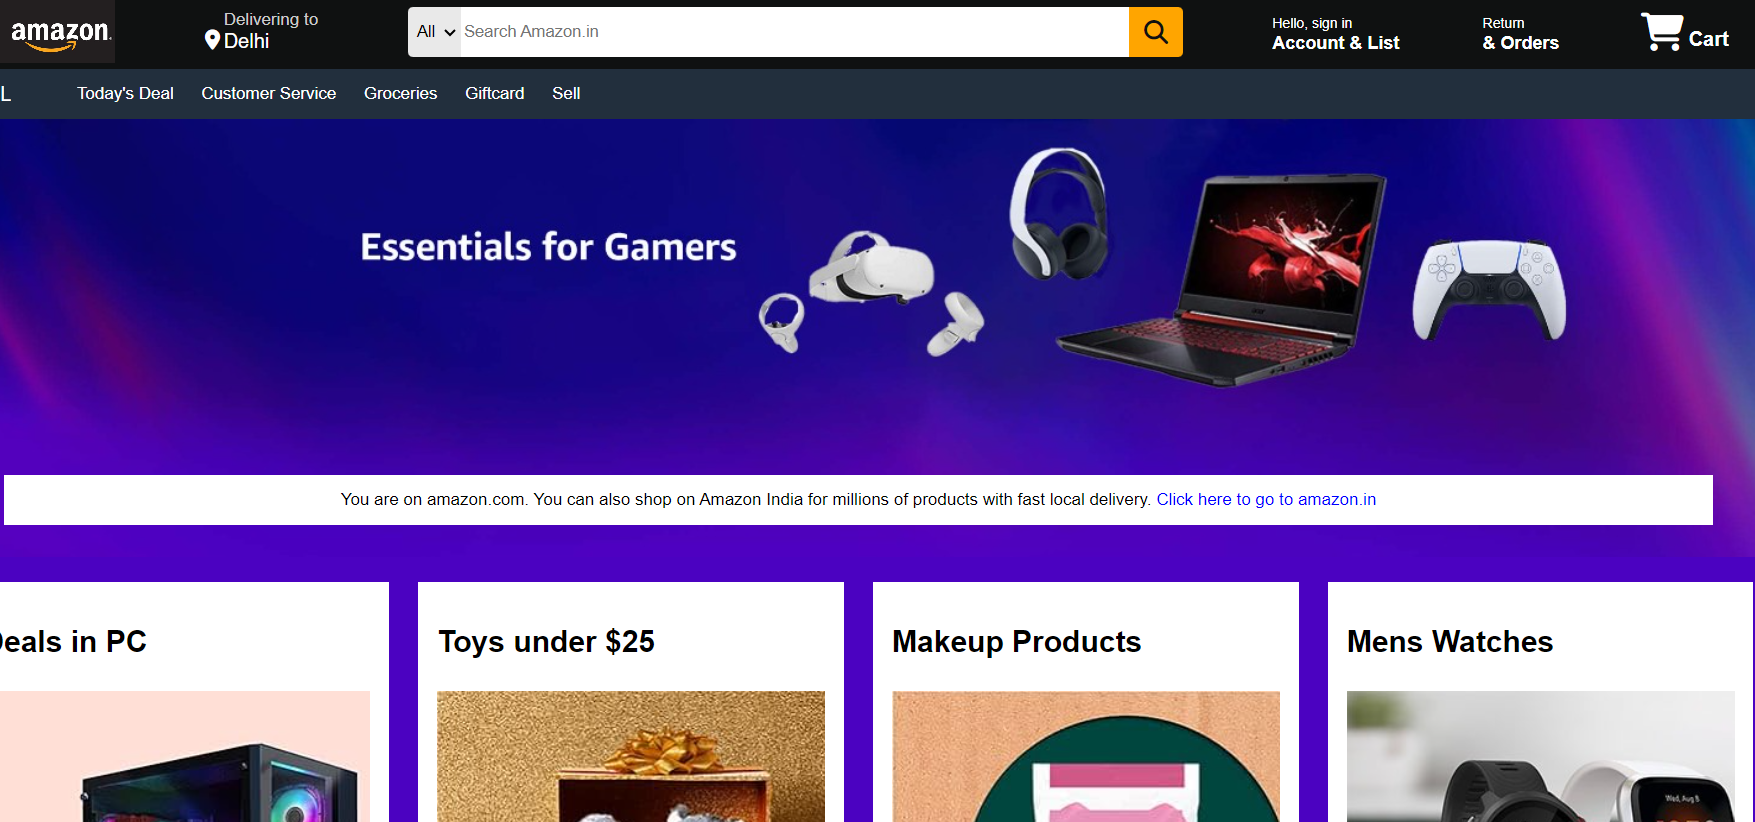 amazon
Delivering to
Delhi
All
Search Amazon.in
Hello, sign in
Account & List
Return
& Orders
Cart
L
Today's Deal
Customer Service
Groceries
Giftcard
Sell
Essentials for Gamers
You are on amazon.com. You can also shop on Amazon India for millions of products with fast local delivery. Click here to go to amazon.in
Deals in PC
Toys under $25
Makeup Products
Mens Watches
Wed, Aug